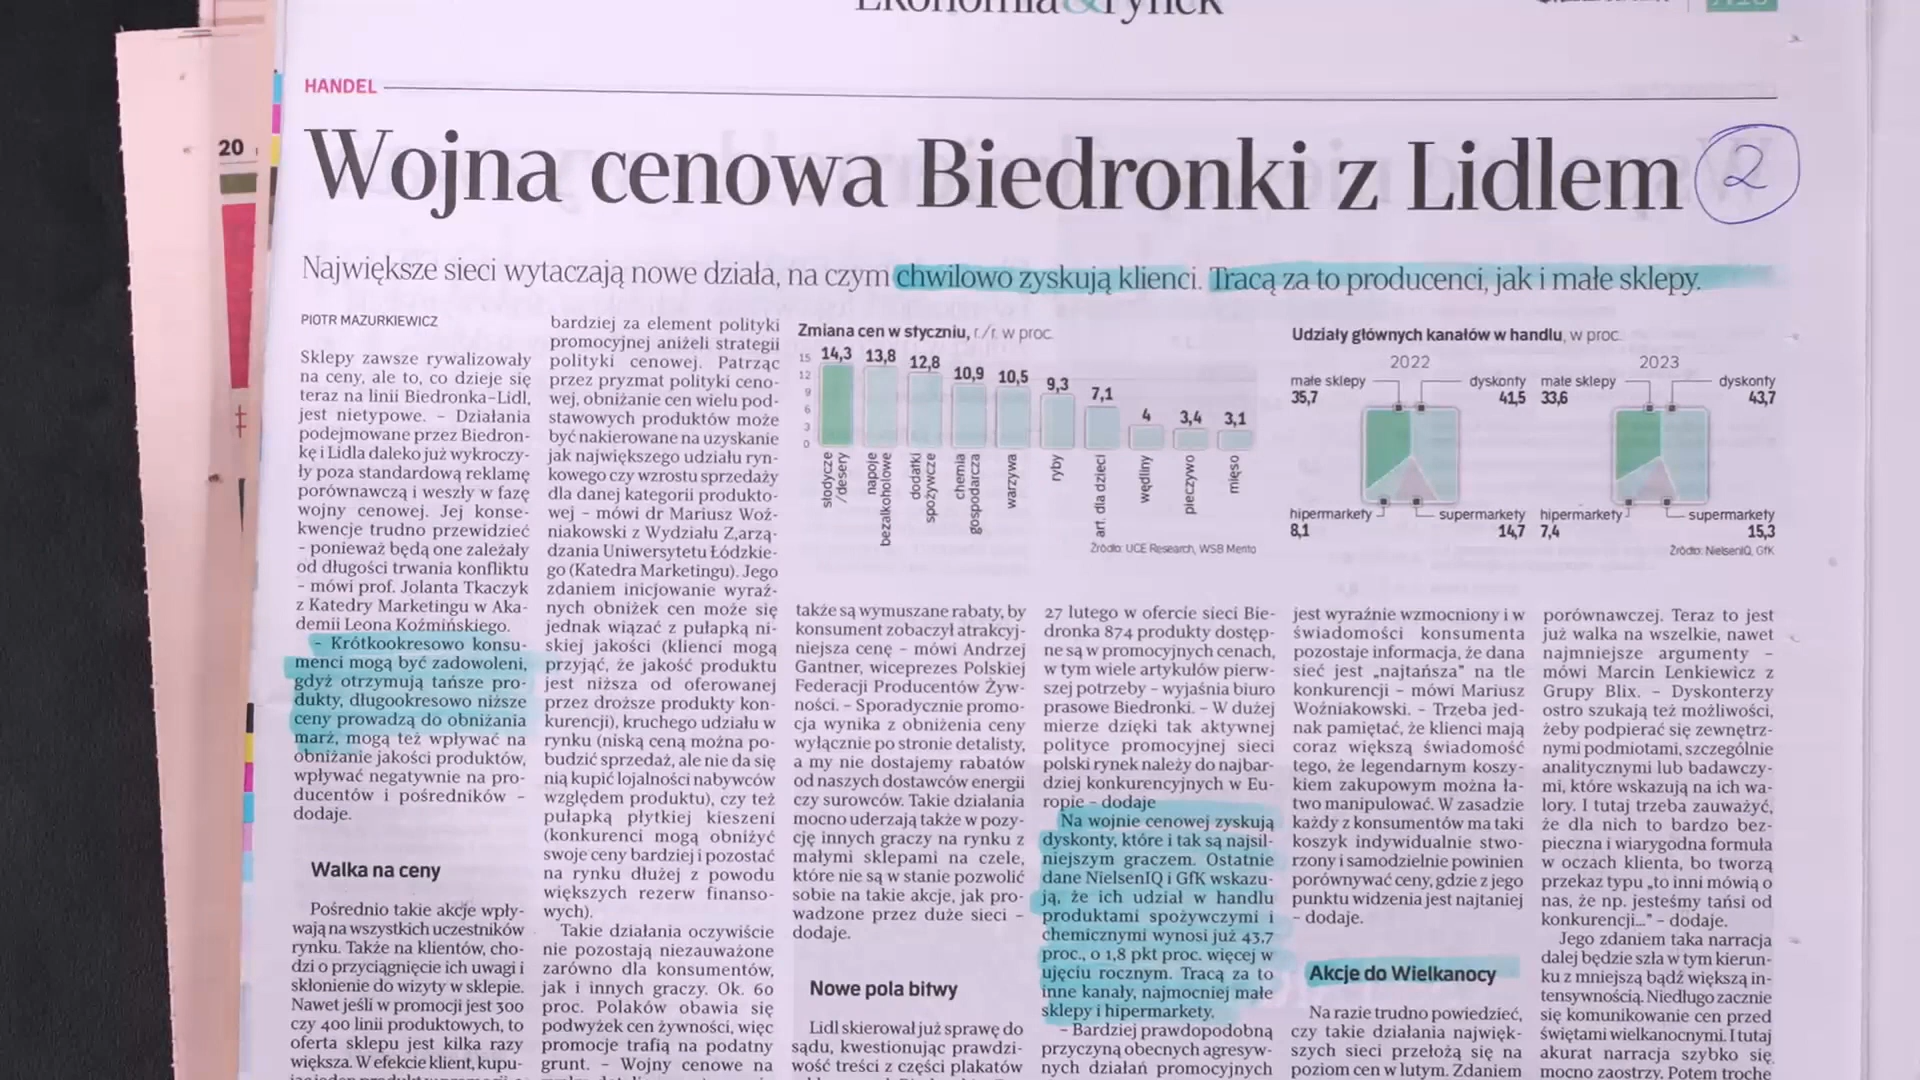 Ekonomia&rynek
20
HANDEL
Wojna cenowa Biedronki z Lidlem
2
Największe sieci wytaczają nowe działa, na czym chwilowo zyskują klienci. Tracą za to producenci, jak i małe sklepy.
PIOTR MAZURKIEWICZ
Sklepy zawsze rywalizowały
na ceny, ale to, co dzieje się
teraz na linii Biedronka–Lidl,
jest nietypowe. – Działania
podejmowane przez Biedron-
kę i Lidla daleko już wykroczy-
ły poza standardową reklamę
porównawczą i weszły w fazę
wojny cenowej. Jej konse-
kwencje trudno przewidzieć
– ponieważ będą one zależały
od długości trwania konfliktu
– mówi prof. Jolanta Tkaczyk
z Katedry Marketingu w Aka-
demii Leona Koźmińskiego.
– Krótkookresowo konsu-
menci mogą być zadowoleni,
gdyż otrzymują tańsze pro-
dukty, długookresowo niższe
ceny prowadzą do obniżania
marż, mogą też wpływać na
obniżanie jakości produktów,
wpływać negatywnie na pro-
ducentów i pośredników –
dodaje.
Walka na ceny
Pośrednio takie akcje wpły-
wają na wszystkich uczestników
rynku. Także na klientów, cho-
dzi o przyciągnięcie ich uwagi i
skłonienie do wizyty w sklepie.
Nawet jeśli w promocji jest 300
czy 400 linii produktowych, to
oferta sklepu jest kilka razy
większa. W efekcie klient, kupu-
bardziej za element polityki
promocyjnej aniżeli strategii
polityki cenowej. Patrząc
przez pryzmat polityki ceno-
wej, obniżanie cen wielu pod-
stawowych produktów może
być nakierowane na uzyskanie
jak największego udziału ryn-
kowego czy wzrostu sprzedaży
dla danej kategorii produkto-
wej – mówi dr Mariusz Woź-
niakowski z Wydziału Z,arzą-
dzania Uniwersytetu Łódzkie-
go (Katedra Marketingu). Jego
zdaniem inicjowanie wyraź-
nych obniżek cen może się
jednak wiązać z pułapką ni-
skiej jakości (klienci mogą
przyjąć, że jakość produktu
jest niższa od oferowanej
przez droższe produkty kon-
kurencji), kruchego udziału w
rynku (niską ceną można po-
budzić sprzedaż, ale nie da się
nią kupić lojalności nabywców
względem produktu), czy też
pułapką płytkiej kieszeni
(konkurenci mogą obniżyć
swoje ceny bardziej i pozostać
na rynku dłużej z powodu
większych rezerw finanso-
wych).
Takie działania oczywiście
nie pozostają niezauważone
zarówno dla konsumentów,
jak i innych graczy. Ok. 60
proc. Polaków obawia się
podwyżek cen żywności, więc
promocje trafią na podatny
grunt. – Wojny cenowe na
Zmiana cen w styczniu, r./r. w proc.
15
12
9
6
3
0
14,3
13,8
12,8
10,9
10,5
9,3
7,1
4
3,4
3,1
słodycze
/desery
napoje
bezalkoholowe
dodatki
spożywcze
chemia
gospodarcza
warzywa
ryby
art. dla dzieci
wędliny
pieczywo
mięso
Źródło: UCE Research, WSB Merito
Udziały głównych kanałów w handlu, w proc.
2022
małe sklepy
35,7
dyskonty
41,5
hipermarkety
8,1
supermarkety
14,7
2023
małe sklepy
33,6
dyskonty
43,7
hipermarkety
7,4
supermarkety
15,3
Źródło: NielsenIQ, GfK
także są wymuszane rabaty, by
konsument zobaczył atrakcyj-
niejsza cenę – mówi Andrzej
Gantner, wiceprezes Polskiej
Federacji Producentów Żyw-
ności. – Sporadycznie promo-
cja wynika z obniżenia ceny
wyłącznie po stronie detalisty,
a my nie dostajemy rabatów
od naszych dostawców energii
czy surowców. Takie działania
mocno uderzają także w pozy-
cję innych graczy na rynku z
małymi sklepami na czele,
które nie są w stanie pozwolić
sobie na takie akcje, jak pro-
wadzone przez duże sieci –
dodaje.
Nowe pola bitwy
Lidl skierował już sprawę do
sądu, kwestionując prawdzi-
wość treści z części plakatów
27 lutego w ofercie sieci Bie-
dronka 874 produkty dostęp-
ne są w promocyjnych cenach,
w tym wiele artykułów pierw-
szej potrzeby – wyjaśnia biuro
prasowe Biedronki. – W dużej
mierze dzięki tak aktywnej
polityce promocyjnej sieci
polski rynek należy do najbar-
dziej konkurencyjnych w Eu-
ropie – dodaje
Na wojnie cenowej zyskują
dyskonty, które i tak są najsil-
niejszym graczem. Ostatnie
dane NielsenIQ i GfK wskazu-
ją, że ich udział w handlu
produktami spożywczymi i
chemicznymi wynosi już 43,7
proc., o 1,8 pkt proc. więcej w
ujęciu rocznym. Tracą za to
inne kanały, najmocniej małe
sklepy i hipermarkety.
– Bardziej prawdopodobną
przyczyną obecnych agresyw-
nych działań promocyjnych
jest wyraźnie wzmocniony i w
świadomości konsumenta
pozostaje informacja, że dana
sieć jest „najtańsza” na tle
konkurencji – mówi Mariusz
Woźniakowski. – Trzeba jed-
nak pamiętać, że klienci mają
coraz większą świadomość
tego, że legendarnym koszy-
kiem zakupowym można ła-
two manipulować. W zasadzie
każdy z konsumentów ma taki
koszyk indywidualnie stwo-
rzony i samodzielnie powinien
porównywać ceny, gdzie z jego
punktu widzenia jest najtaniej
– dodaje.
Akcje do Wielkanocy
Na razie trudno powiedzieć,
czy takie działania najwięk-
szych sieci przełożą się na
poziom cen w lutym. Zdaniem
porównawczej. Teraz to jest
już walka na wszelkie, nawet
najmniejsze argumenty –
mówi Marcin Lenkiewicz z
Grupy Blix. – Dyskonterzy
ostro szukają też możliwości,
żeby podpierać się zewnętrz-
nymi podmiotami, szczególnie
analitycznymi lub badawczy-
mi, które wskazują na ich wa-
lory. I tutaj trzeba zauważyć,
że dla nich to bardzo bez-
pieczna i wiarygodna formuła
w oczach klienta, bo tworzą
przekaz typu „to inni mówią o
nas, że np. jesteśmy tańsi od
konkurencji...” – dodaje.
Jego zdaniem taka narracja
dalej będzie szła w tym kierun-
ku z mniejszą bądź większą in-
tensywnością. Niedługo zacznie
się komunikowanie cen przed
świętami wielkanocnymi. I tutaj
akurat narracja szybko się
mocno zaostrzy. Potem trochę